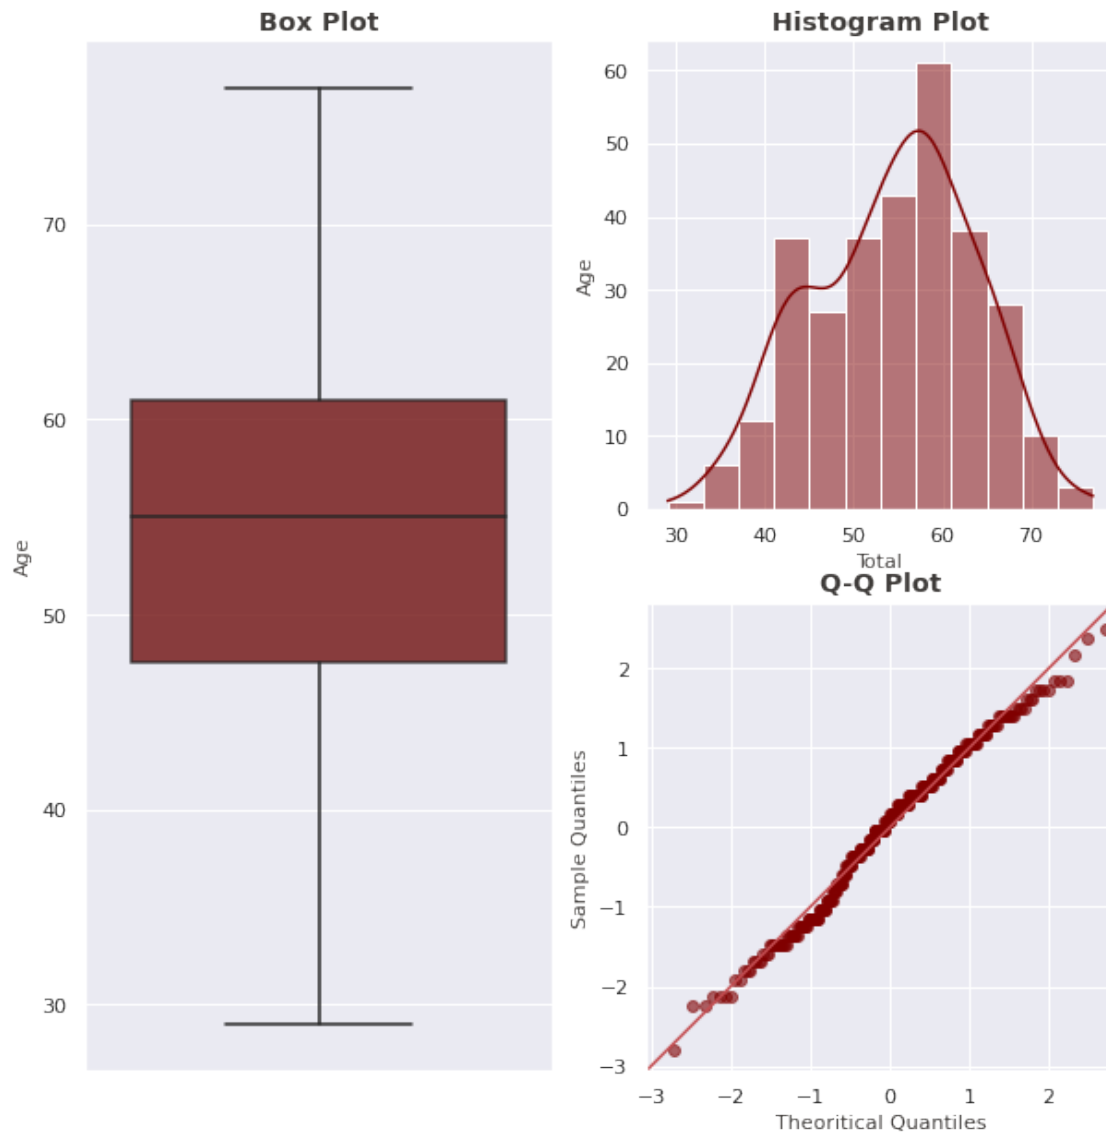 Box Plot
Age
70
60
50
40
30
Histogram Plot
Age
60
50
40
30
20
10
0
30 40 50 60 70
Total
Q-Q Plot
Sample Quantiles
2
1
0
−1
−2
−3
−3 −2 −1 0 1 2
Theoritical Quantiles